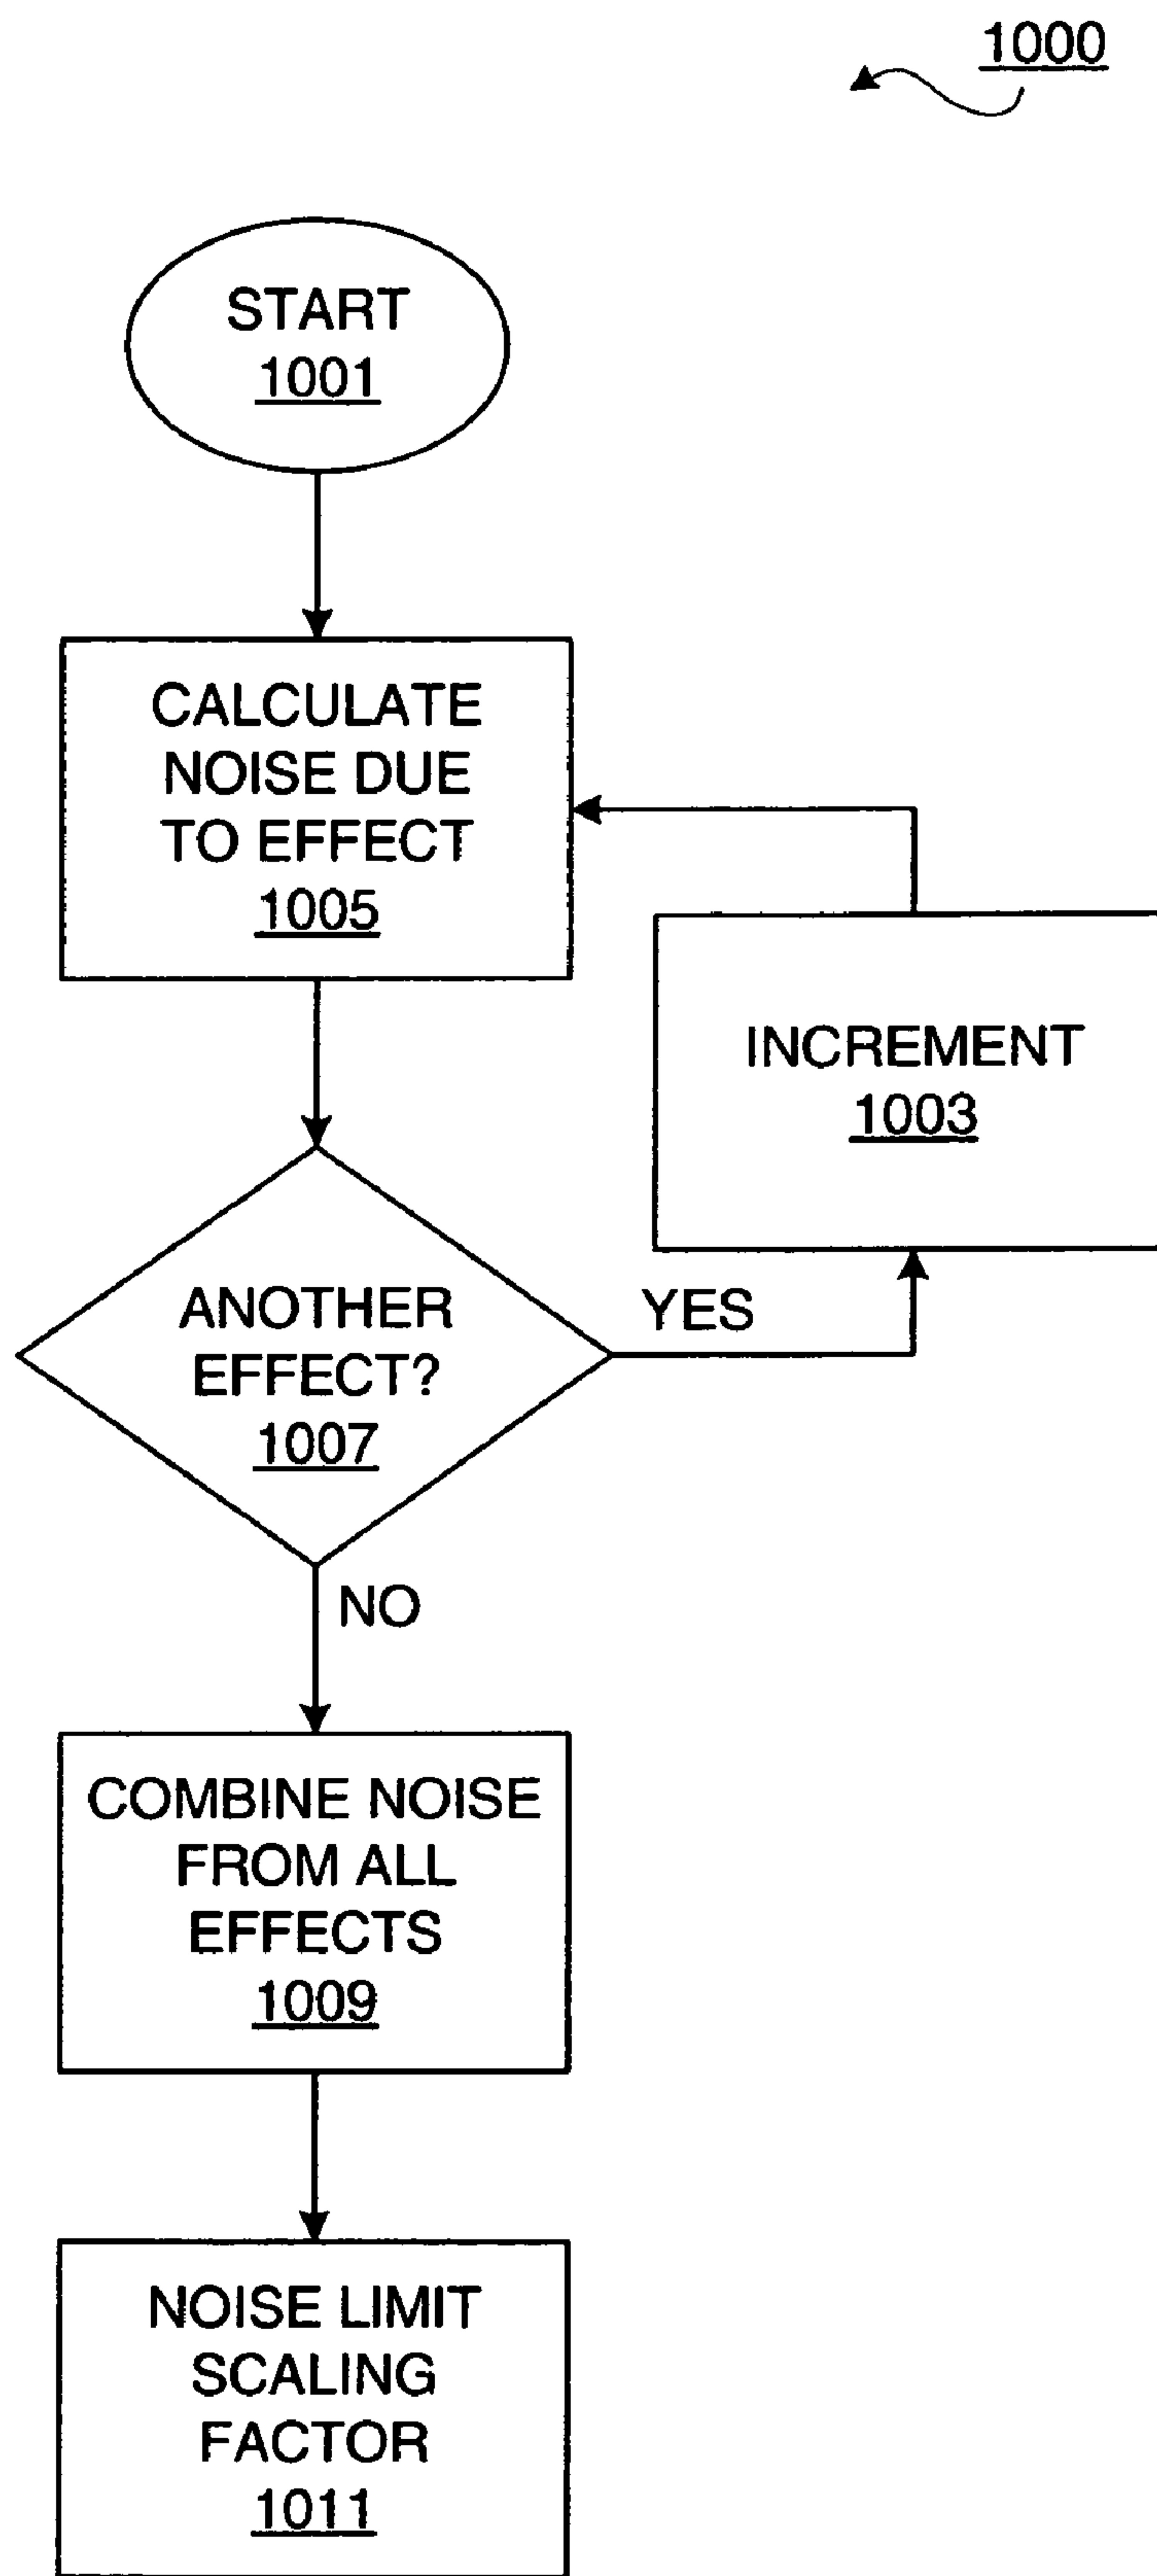 1000
START
1001
CALCULATE
NOISE DUE
TO EFFECT
1005
INCREMENT
1003
ANOTHER
EFFECT?
1007
YES
NO
COMBINE NOISE
FROM ALL
EFFECTS
1009
NOISE LIMIT
SCALING
FACTOR
1011